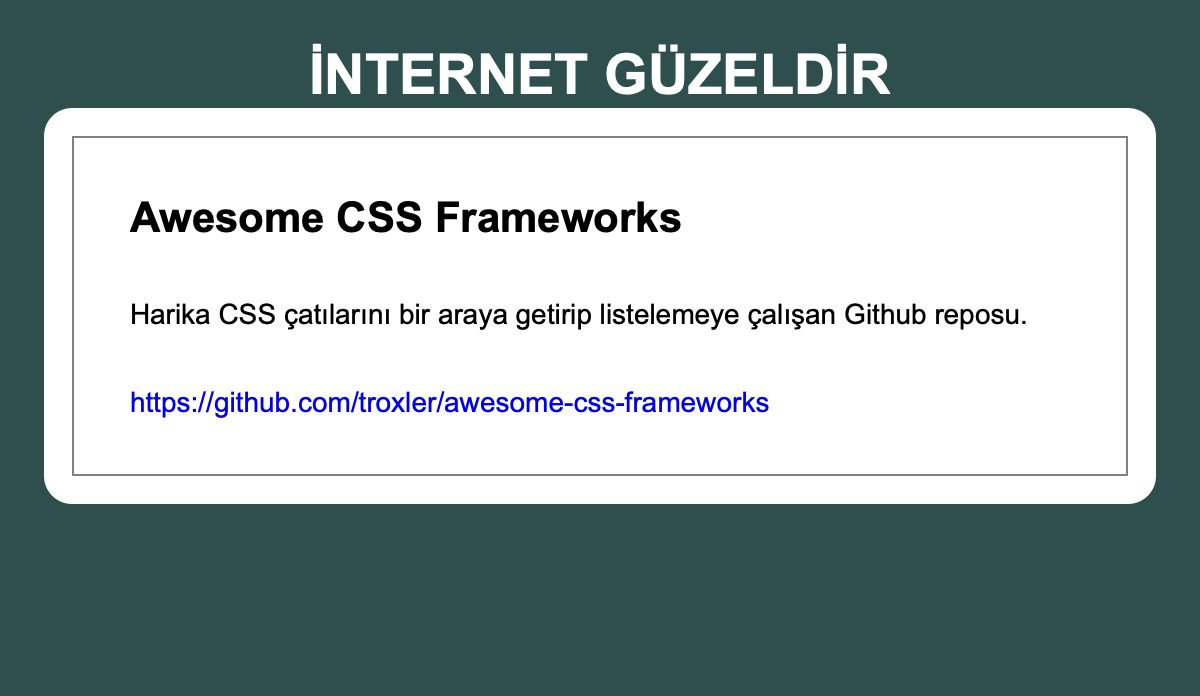 İNTERNET GÜZELDİR
Awesome CSS Frameworks
Harika CSS çatılarını bir araya getirip listelemeye çalışan Github reposu.
https://github.com/troxler/awesome-css-frameworks